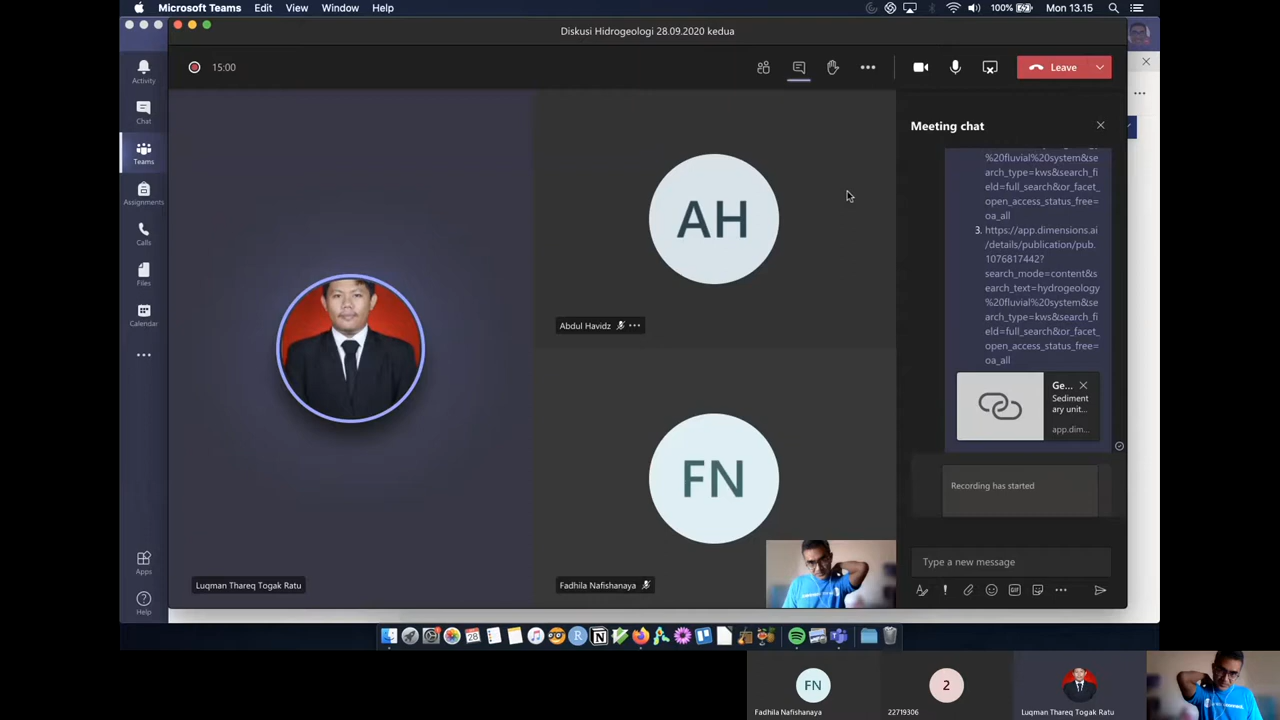 Microsoft Teams Edit View Window Help
100% Mon 13.15
Diskusi Hidrogeologi 28.09.2020 kedua
15:00
Leave
Activity
Chat
Teams
Assignments
Calls
Files
Calendar
Apps
Help
AH
Abdul Havidz
Luqman Thareq Togak Ratu
FN
Fadhila Nafishanaya
Meeting chat
%20fluvial%20system&se
arch_type=kws&search_fi
eld=full_search&or_facet_
open_access_status_free=
oa_all
3. https://app.dimensions.ai
/details/publication/pub.
1076817442?
search_mode=content&s
earch_text=hydrogeology
%20fluvial%20system&se
arch_type=kws&search_fi
eld=full_search&or_facet_
open_access_status_free=
oa_all
Ge...
Sediment
ary unit...
app.dim...
Recording has started
Type a new message
GIF
28
FN
Fadhila Nafishanaya
2
22719306
Luqman Thareq Togak Ratu